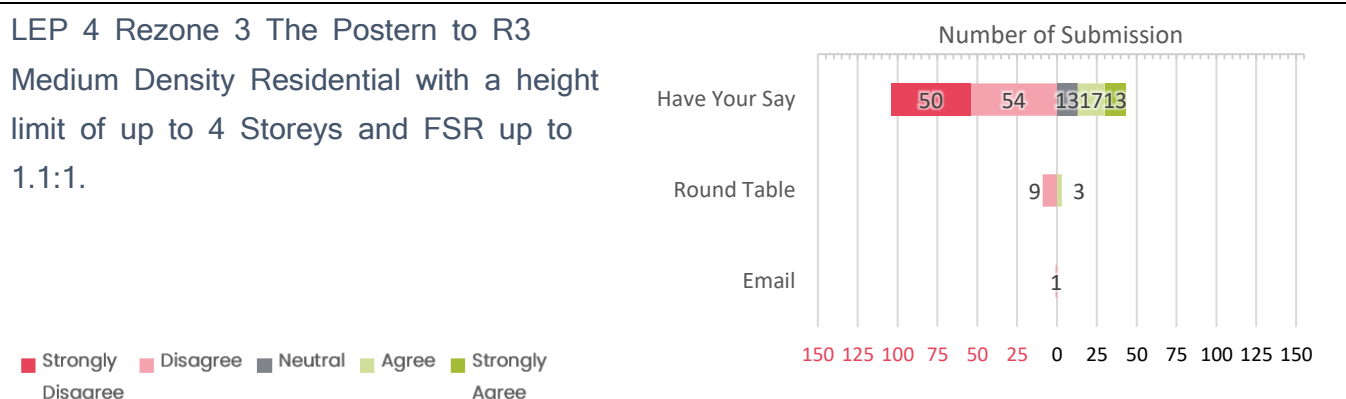 LEP 4 Rezone 3 The Postern to R3
Medium Density Residential with a height
limit of up to 4 Storeys and FSR up to
1.1:1.
Number of Submission
Have Your Say
50 54 13 17 13
Round Table
9 3
Email
1
150 125 100 75 50 25 0 25 50 75 100 125 150
Strongly Disagree
Disagree
Neutral
Agree
Strongly Agree